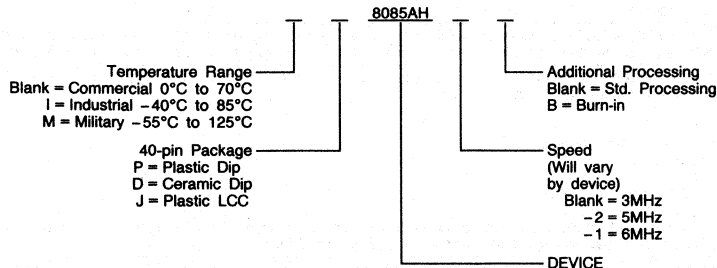 8085AH
Temperature Range
Blank = Commercial 0°C to 70°C
I = Industrial −40°C to 85°C
M = Military −55°C to 125°C
40-pin Package
P = Plastic Dip
D = Ceramic Dip
J = Plastic LCC
Additional Processing
Blank = Std. Processing
B = Burn-in
Speed
(Will vary
by device)
Blank = 3MHz
−2 = 5MHz
−1 = 6MHz
DEVICE